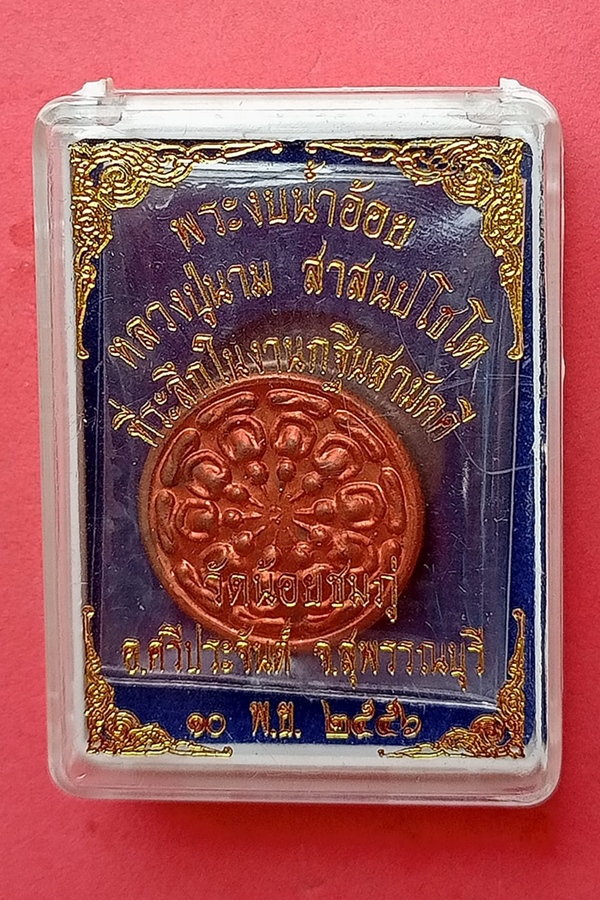 พระงบน้ำอ้อย
หลวงปู่นาม สาสนปโชโต
ที่ระลึกในงานกฐินสามัคคี
วัดน้อยชมภู่
อ.ศรีประจันต์ จ.สุพรรณบุรี
๑๐ พ.ย. ๒๕๕๖